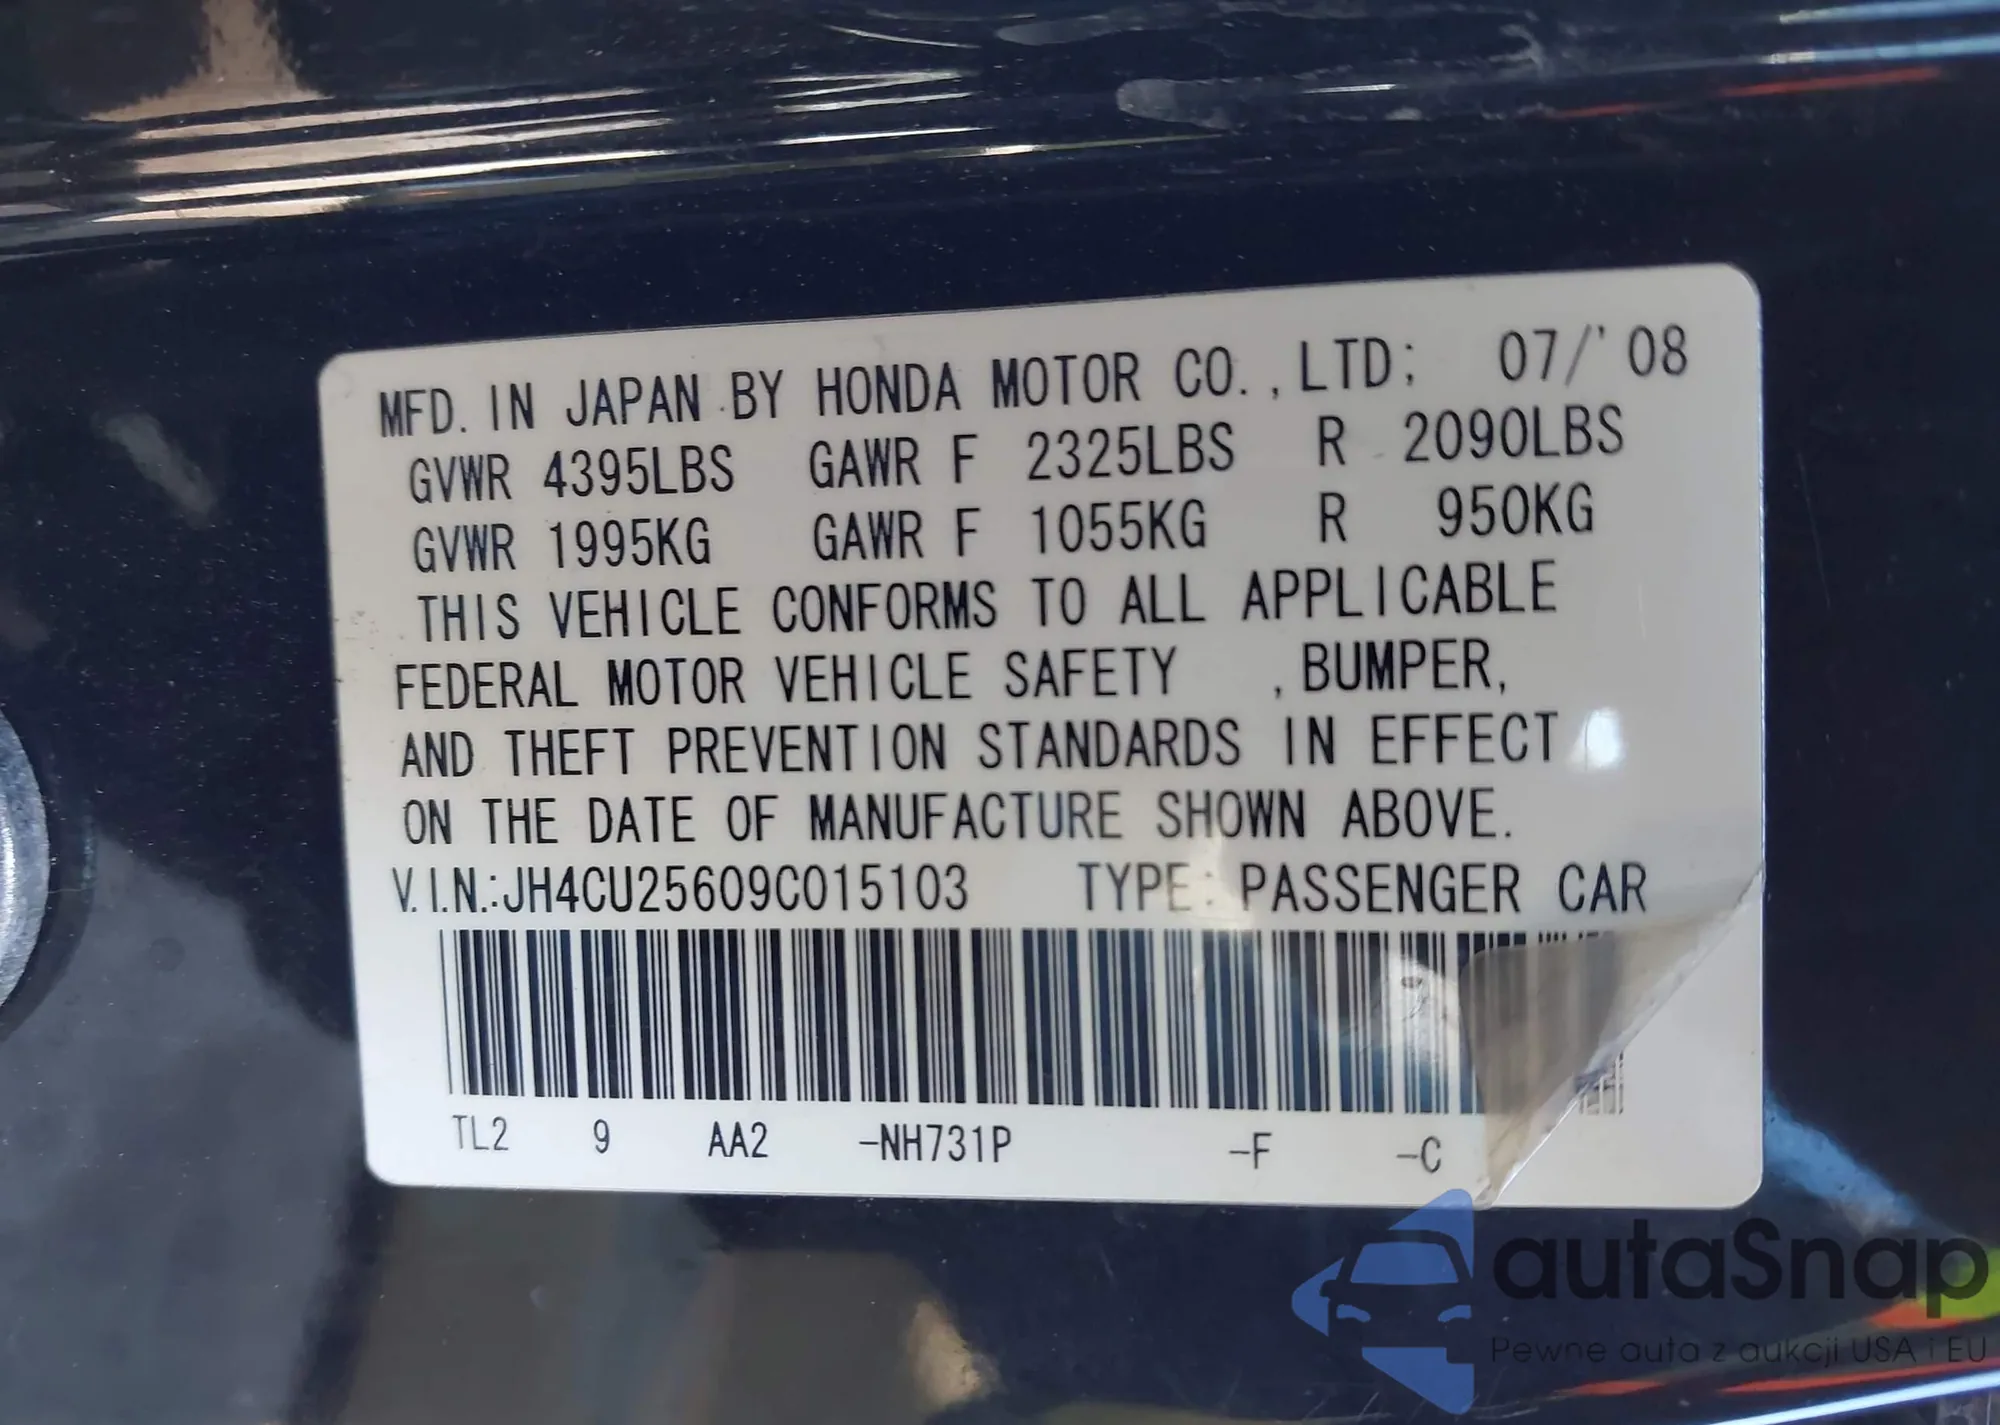 MFD. IN JAPAN BY HONDA MOTOR CO.,LTD; 07/'08
GVWR 4395LBS GAWR F 2325LBS R 2090LBS
GVWR 1995KG GAWR F 1055KG R 950KG
THIS VEHICLE CONFORMS TO ALL APPLICABLE
FEDERAL MOTOR VEHICLE SAFETY ,BUMPER,
AND THEFT PREVENTION STANDARDS IN EFFECT
ON THE DATE OF MANUFACTURE SHOWN ABOVE.
V.I.N.:JH4CU25609C015103 TYPE:PASSENGER CAR
TL2 9 AA2 -NH731P -F -C
autaSnap
Pewne auta z aukcji USA i EU